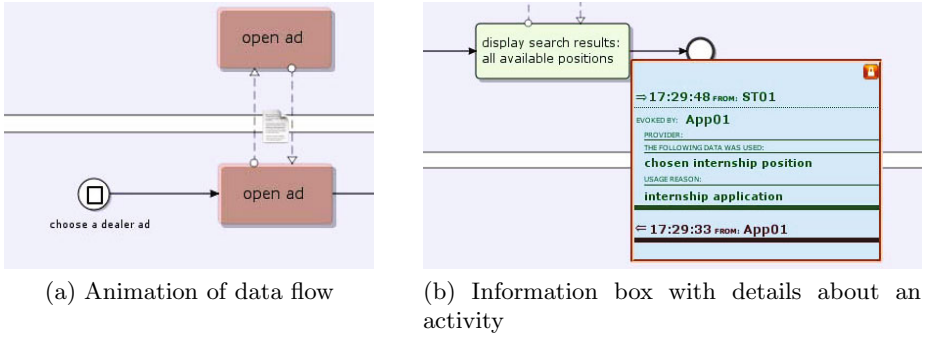 open ad
open ad
choose a dealer ad
(a) Animation of data flow
display search results:
all available positions
⇒ 17:29:48 FROM: ST01
EVOKED BY: App01
PROVIDER:
THE FOLLOWING DATA WAS USED:
chosen internship position
USAGE REASON:
internship application
⇐ 17:29:33 FROM: App01
(b) Information box with details about an
activity